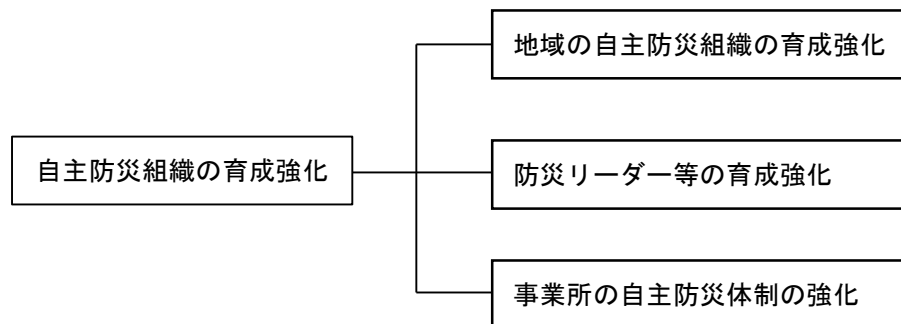 地域の自主防災組織の育成強化
自主防災組織の育成強化
防災リーダー等の育成強化
事業所の自主防災体制の強化